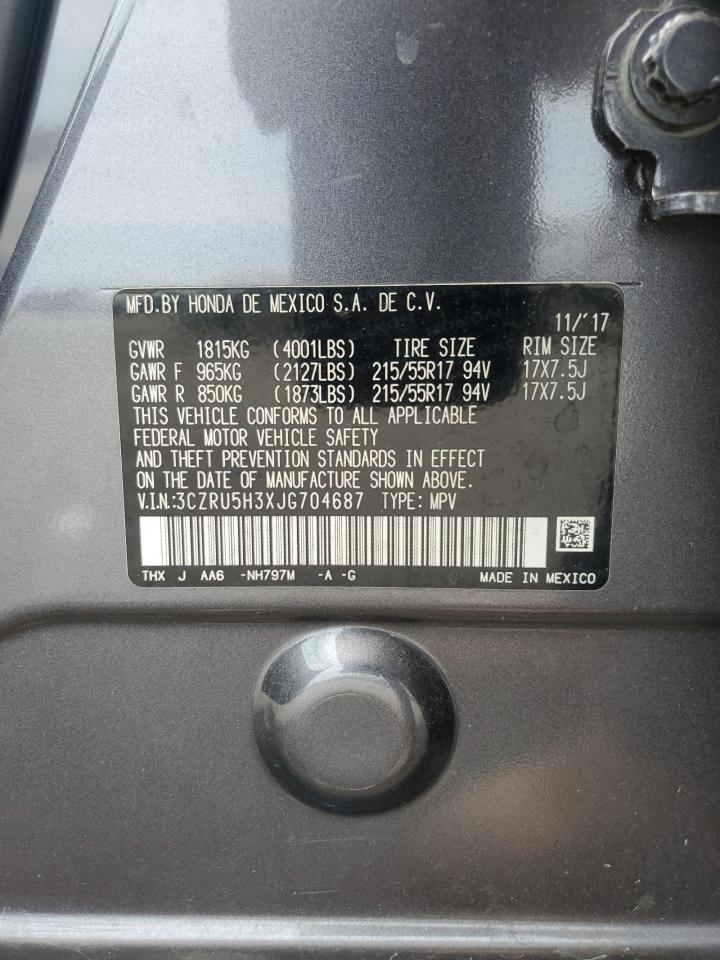 MFD.BY HONDA DE MEXICO S.A. DE C.V.
11/'17
GVWR 1815KG (4001LBS) TIRE SIZE RIM SIZE
GAWR F 965KG (2127LBS) 215/55R17 94V 17X7.5J
GAWR R 850KG (1873LBS) 215/55R17 94V 17X7.5J
THIS VEHICLE CONFORMS TO ALL APPLICABLE
FEDERAL MOTOR VEHICLE SAFETY
AND THEFT PREVENTION STANDARDS IN EFFECT
ON THE DATE OF MANUFACTURE SHOWN ABOVE.
V.I.N.:3CZRU5H3XJG704687 TYPE: MPV
THX J AA6 -NH797M -A -G MADE IN MEXICO